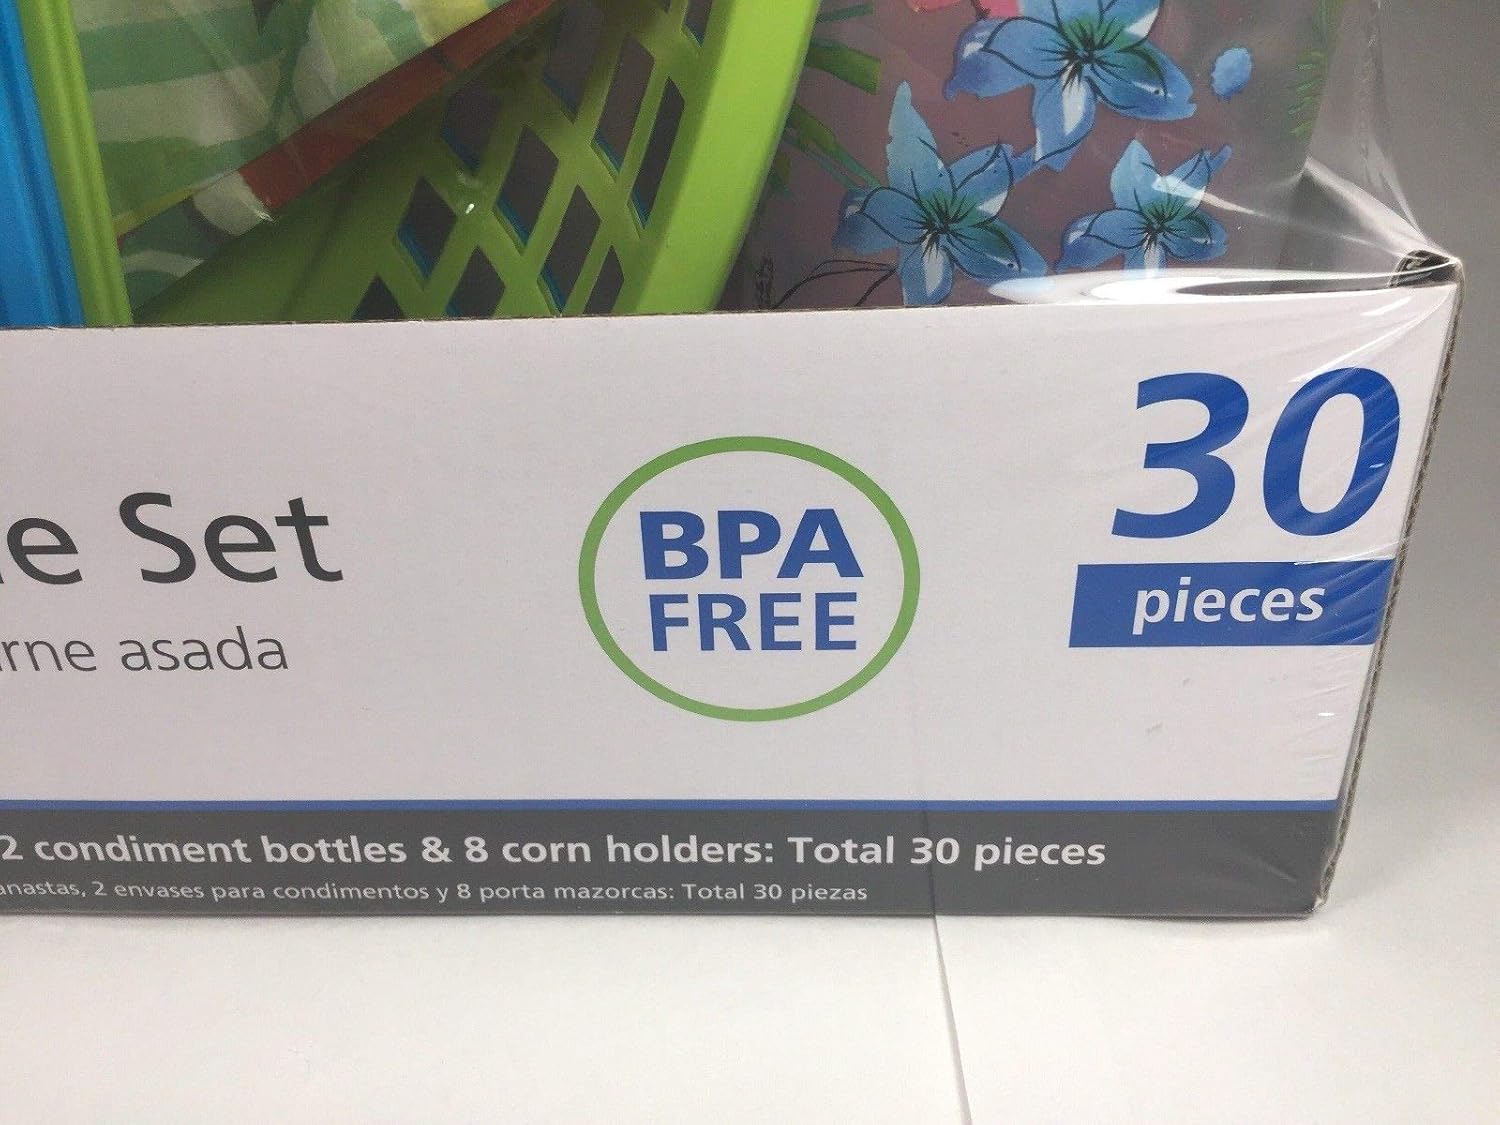 30
pieces
BPA
FREE
e Set
rne asada
2 condiment bottles & 8 corn holders: Total 30 pieces
anastas, 2 envases para condimentos y 8 porta mazorcas: Total 30 piezas